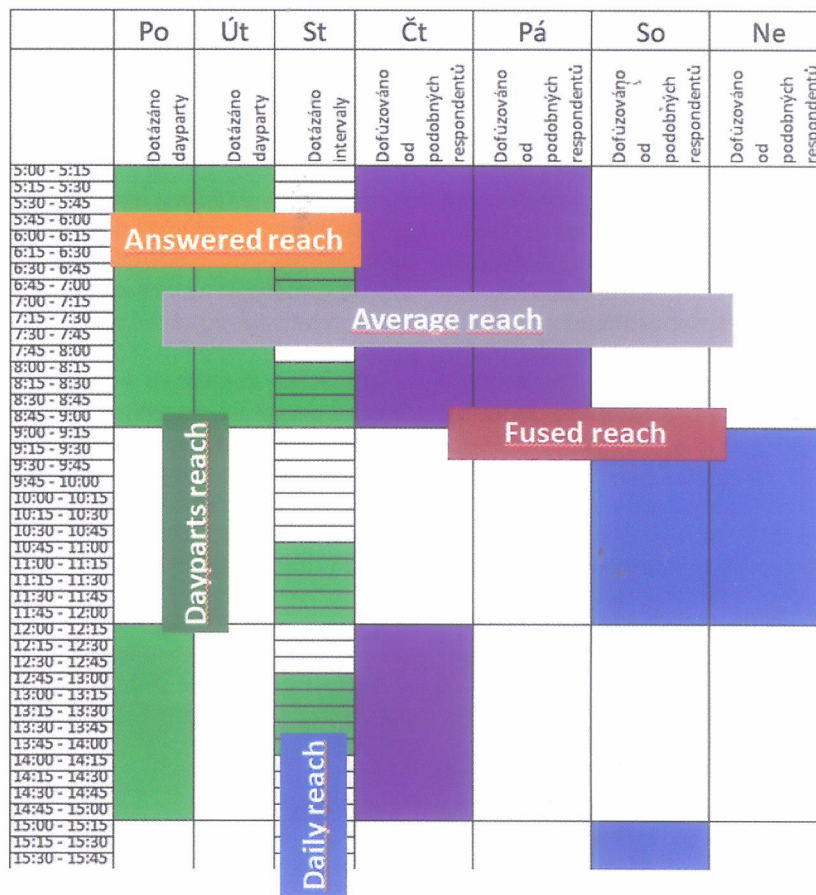 Po Út St Čt Pá So Ne
Dotázáno
dayparty
Dotázáno
dayparty
Dotázáno
intervaly
Dofúzováno
od
podobných
respondentů
Dofúzováno
od
podobných
respondentů
Dofúzováno
od
podobných
respondentů
Dofúzováno
od
podobných
respondentů
5:00 - 5:15
5:15 - 5:30
5:30 - 5:45
5:45 - 6:00
6:00 - 6:15
6:15 - 6:30
6:30 - 6:45
6:45 - 7:00
7:00 - 7:15
7:15 - 7:30
7:30 - 7:45
7:45 - 8:00
8:00 - 8:15
8:15 - 8:30
8:30 - 8:45
8:45 - 9:00
9:00 - 9:15
9:15 - 9:30
9:30 - 9:45
9:45 - 10:00
10:00 - 10:15
10:15 - 10:30
10:30 - 10:45
10:45 - 11:00
11:00 - 11:15
11:15 - 11:30
11:30 - 11:45
11:45 - 12:00
12:00 - 12:15
12:15 - 12:30
12:30 - 12:45
12:45 - 13:00
13:00 - 13:15
13:15 - 13:30
13:30 - 13:45
13:45 - 14:00
14:00 - 14:15
14:15 - 14:30
14:30 - 14:45
14:45 - 15:00
15:00 - 15:15
15:15 - 15:30
15:30 - 15:45
Answered reach
Average reach
Fused reach
Dayparts reach
Daily reach